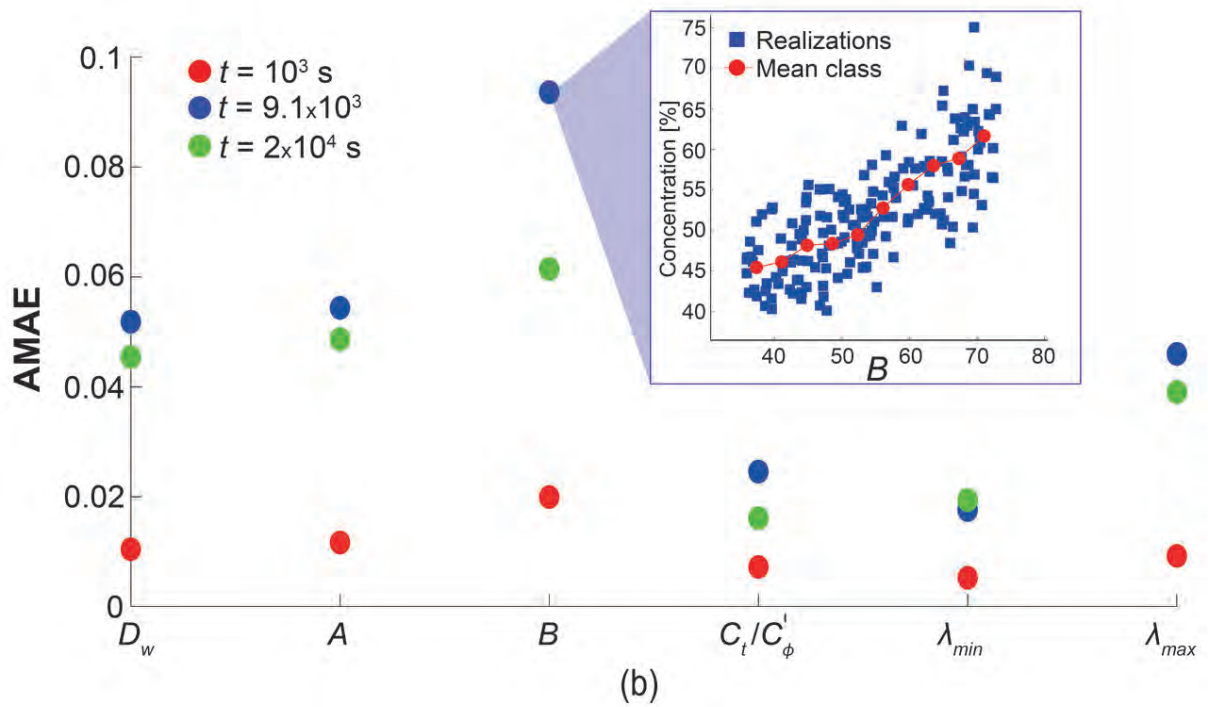 AMAE
0.1
0.08
0.06
0.04
0.02
0
t = 10³ s
t = 9.1x10³
t = 2x10⁴ s
Concentration [%]
75
70
65
60
55
50
45
40
Realizations
Mean class
40 50 60 70 80
B
D_w A B C_t/C'_ϕ λ_min λ_max
(b)